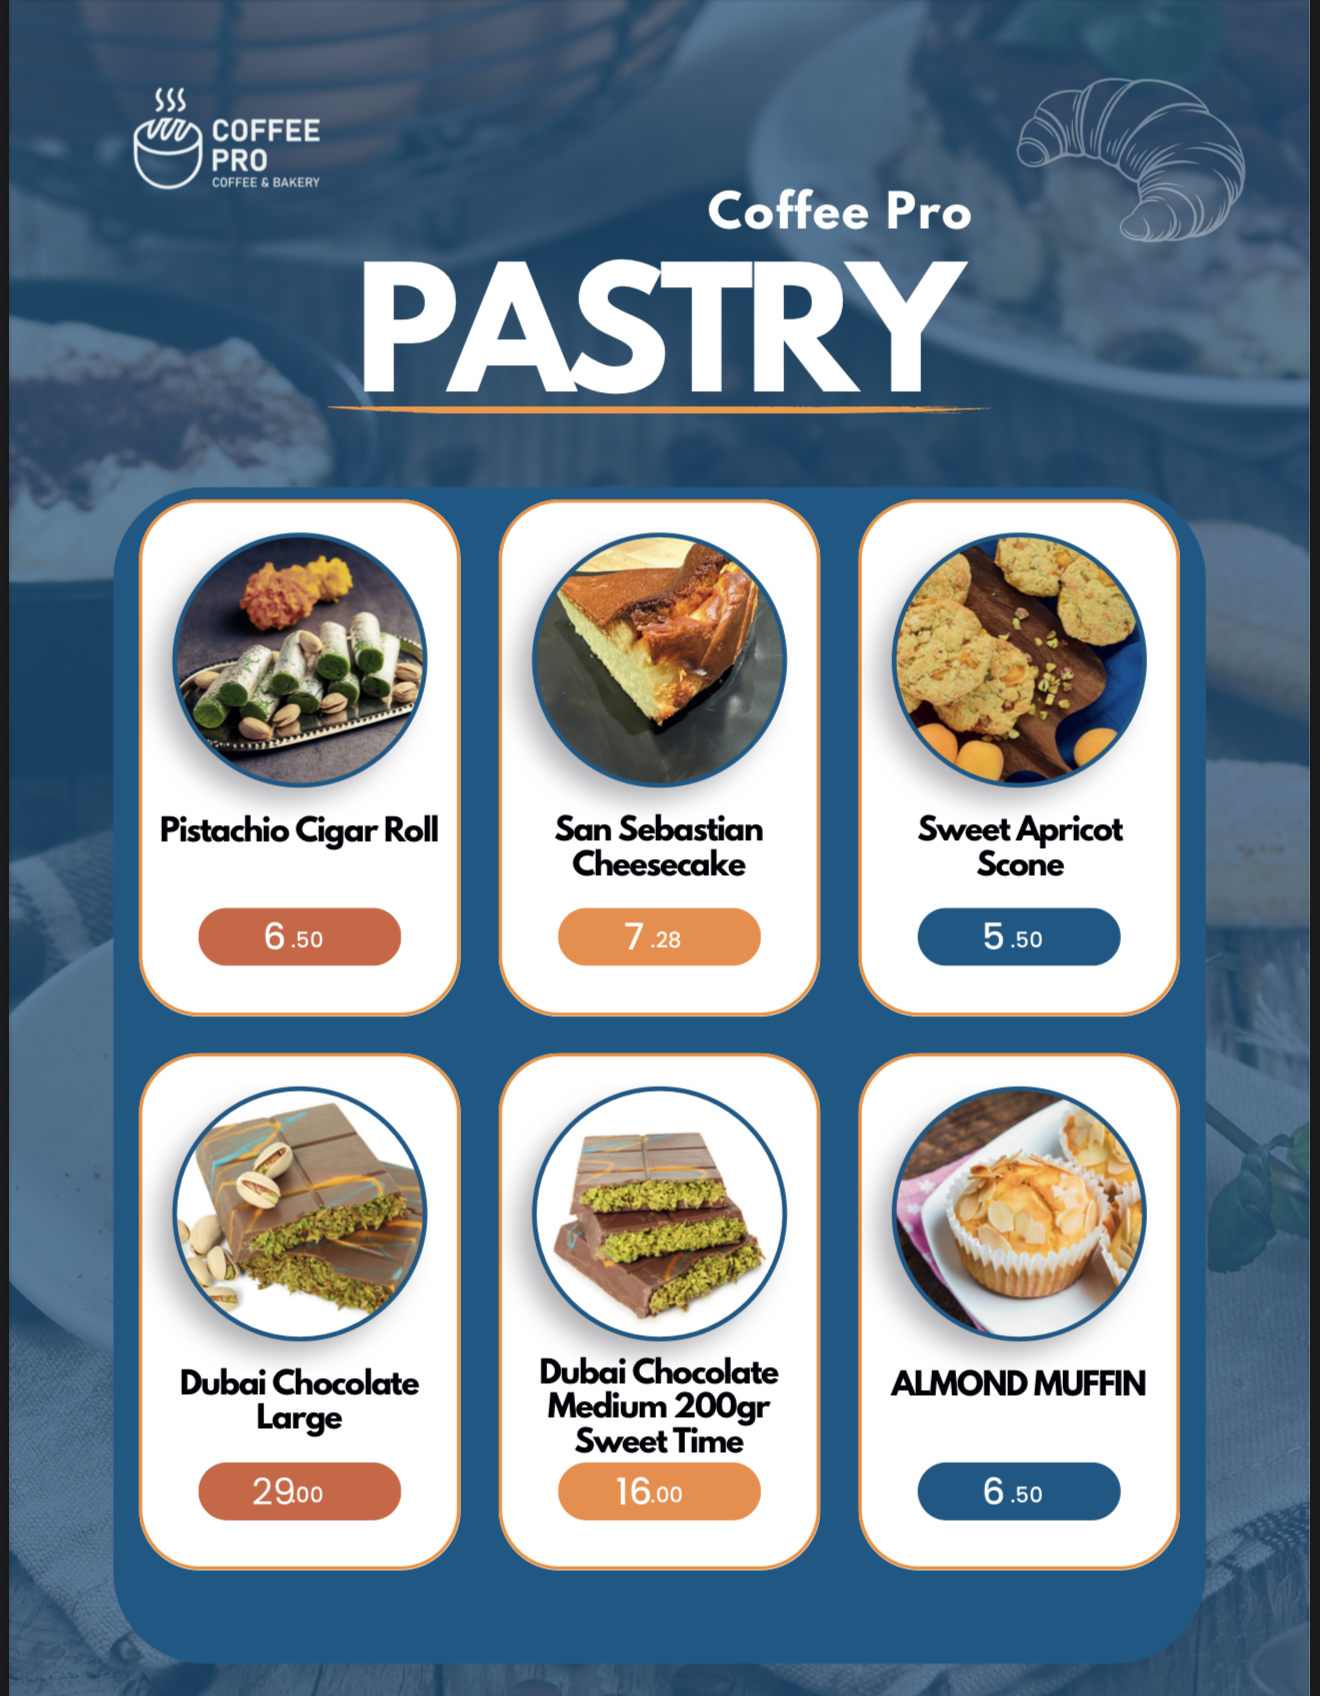 COFFEE
PRO
COFFEE & BAKERY
Coffee Pro
PASTRY
Pistachio Cigar Roll
6 .50
San Sebastian
Cheesecake
7 .28
Sweet Apricot
Scone
5 .50
Dubai Chocolate
Large
29.00
Dubai Chocolate
Medium 200gr
Sweet Time
16.00
ALMOND MUFFIN
6 .50